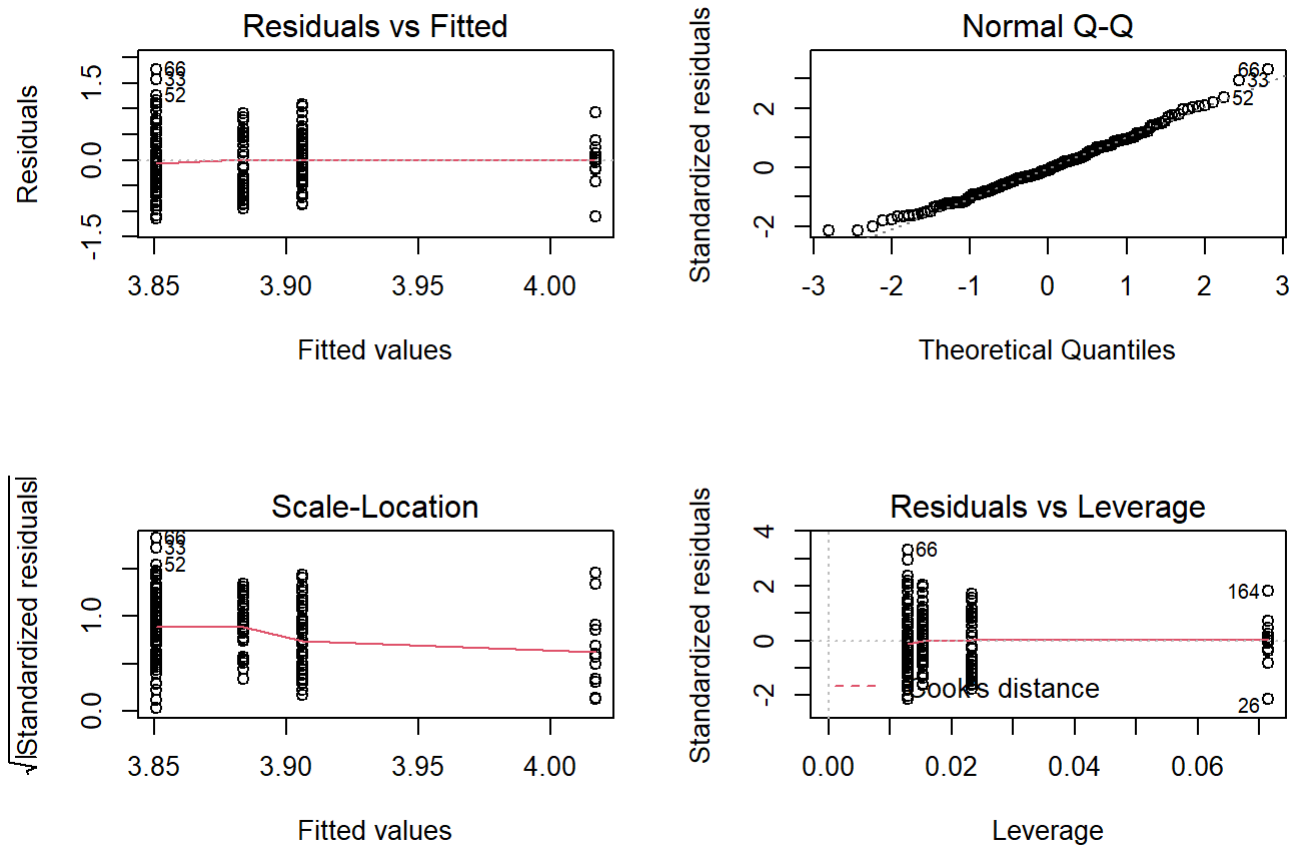 Residuals vs Fitted
Residuals
-1.5 0.0 1.5
66
33
52
3.85 3.90 3.95 4.00
Fitted values
Normal Q-Q
Standardized residuals
-2 0 2
66
33
52
-3 -2 -1 0 1 2 3
Theoretical Quantiles
Scale-Location
√|Standardized residuals|
0.0 1.0
66
33
52
3.85 3.90 3.95 4.00
Fitted values
Residuals vs Leverage
Standardized residuals
-2 0 2 4
66
164
Cook's distance
26
0.00 0.02 0.04 0.06
Leverage